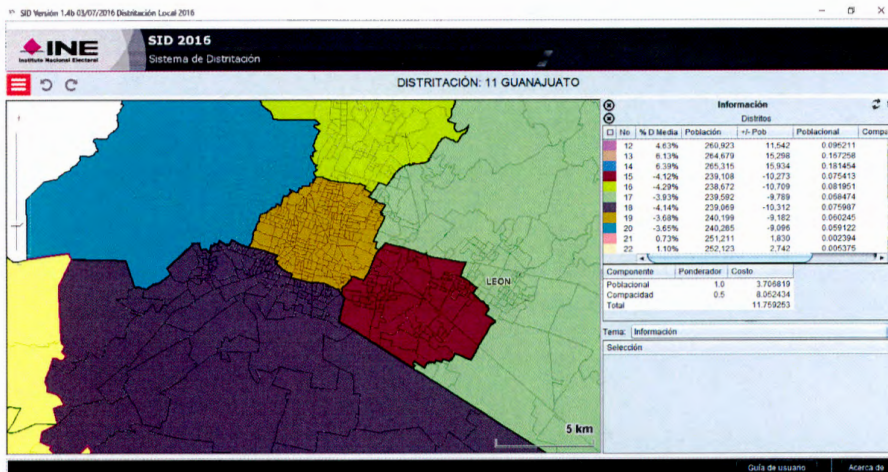 SID Versión 1.4b 03/07/2016 Distritación Local 2016
INE
Instituto Nacional Electoral
SID 2016
Sistema de Distritación
DISTRITACIÓN: 11 GUANAJUATO
Información
Distritos
No % D Media Población +/- Pob Poblacional Compa
12 4.63% 260,923 11,542 0.095211
13 6.13% 264,679 15,298 0.167258
14 6.39% 265,315 15,934 0.181454
15 -4.12% 239,108 -10,273 0.075413
16 -4.29% 238,672 -10,709 0.081951
17 -3.93% 239,592 -9,789 0.068474
18 -4.14% 239,069 -10,312 0.075987
19 -3.68% 240,199 -9,182 0.060245
20 -3.65% 240,285 -9,096 0.059122
21 0.73% 251,211 1,830 0.002394
22 1.10% 252,123 2,742 0.005375
Componente Ponderador Costo
Poblacional 1.0 3.706819
Compacidad 0.5 8.052434
Total 11.759253
Tema: Información
Selección
LEON
5 km
Guía de usuario Acerca de